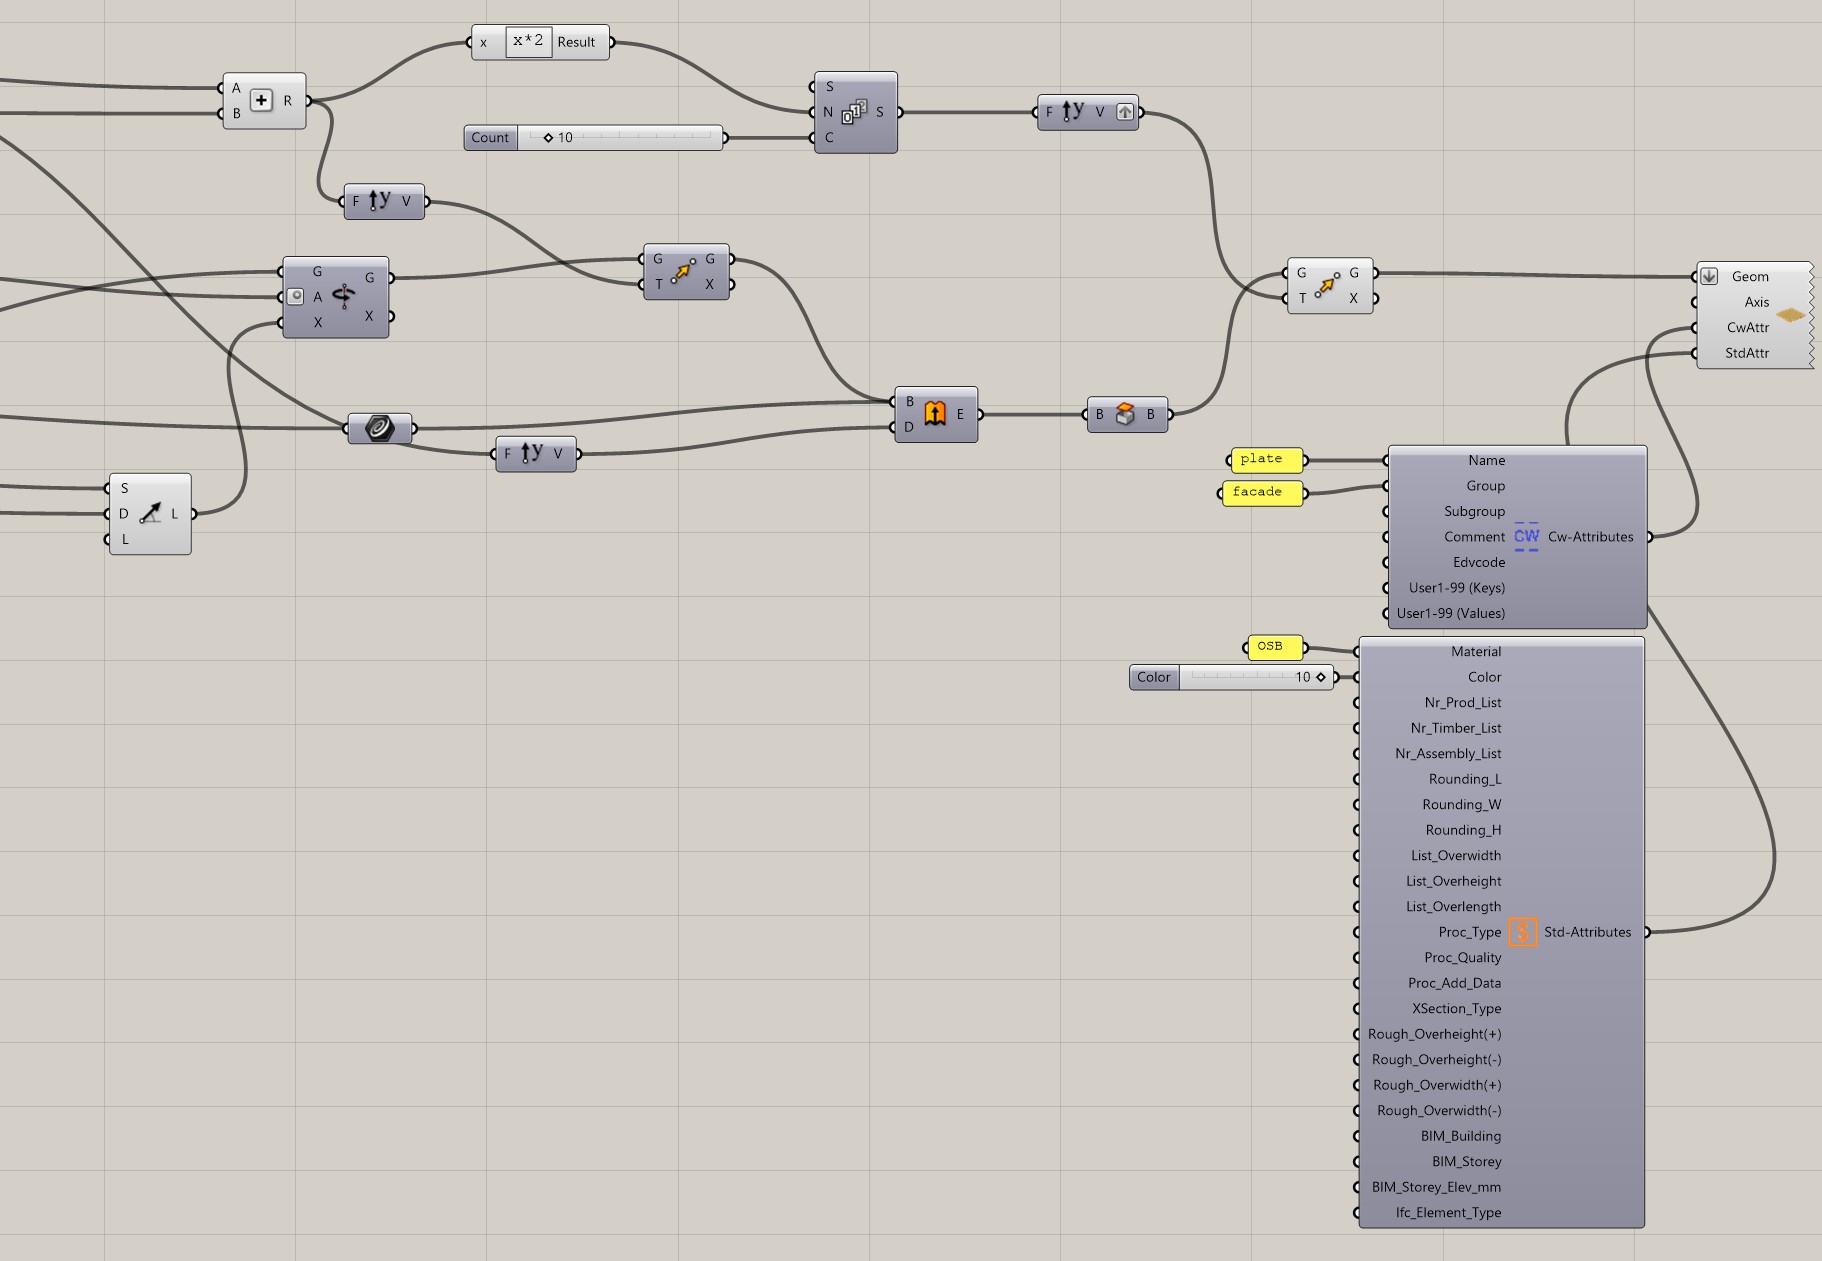 x x*2 Result
A
B
R
S
N
C
S
Count 10
F y V
F y V
G
A
X
G
X
G
T
G
X
G
T
G
X
Geom
Axis
CwAttr
StdAttr
B
D
E
B B
F y V
S
D
L
L
plate
facade
Name
Group
Subgroup
Comment
Edvcode
User1-99 (Keys)
User1-99 (Values)
CW Cw-Attributes
OSB
Color 10
Material
Color
Nr_Prod_List
Nr_Timber_List
Nr_Assembly_List
Rounding_L
Rounding_W
Rounding_H
List_Overwidth
List_Overheight
List_Overlength
Proc_Type
Proc_Quality
Proc_Add_Data
XSection_Type
Rough_Overheight(+)
Rough_Overheight(-)
Rough_Overwidth(+)
Rough_Overwidth(-)
BIM_Building
BIM_Storey
BIM_Storey_Elev_mm
Ifc_Element_Type
S Std-Attributes